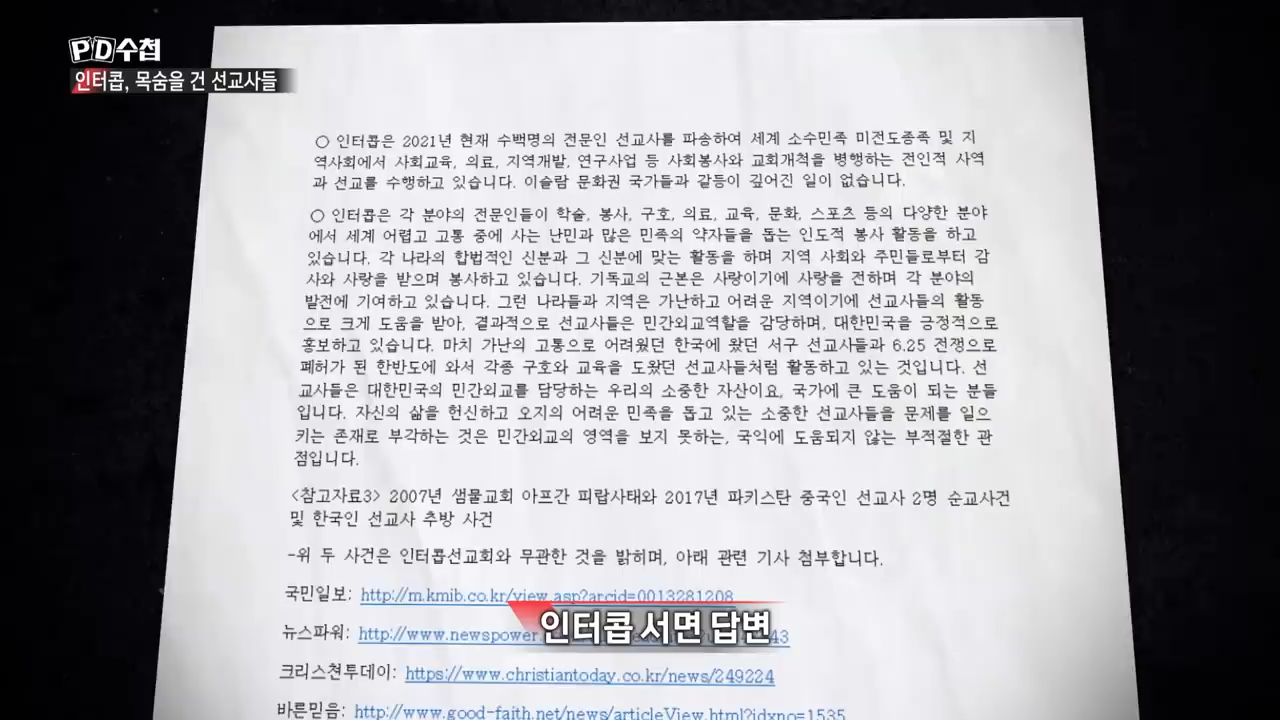 PD수첩
인터콥, 목숨을 건 선교사들
○ 인터콥은 2021년 현재 수백명의 전문인 선교사를 파송하여 세계 소수민족 미전도종족 및 지
역사회에서 사회교육, 의료, 지역개발, 연구사업 등 사회봉사와 교회개척을 병행하는 전인적 사역
과 선교를 수행하고 있습니다. 이슬람 문화권 국가들과 갈등이 깊어진 일이 없습니다.
○ 인터콥은 각 분야의 전문인들이 학술, 봉사, 구호, 의료, 교육, 문화, 스포츠 등의 다양한 분야
에서 세계 어렵고 고통 중에 사는 난민과 많은 민족의 약자들을 돕는 인도적 봉사 활동을 하고
있습니다. 각 나라의 합법적인 신분과 그 신분에 맞는 활동을 하며 지역 사회와 주민들로부터 감
사와 사랑을 받으며 봉사하고 있습니다. 기독교의 근본은 사랑이기에 사랑을 전하며 각 분야의
발전에 기여하고 있습니다. 그런 나라들과 지역은 가난하고 어려운 지역이기에 선교사들의 활동
으로 크게 도움을 받아, 결과적으로 선교사들은 민간외교역할을 감당하며, 대한민국을 긍정적으로
홍보하고 있습니다. 마치 가난의 고통으로 어려웠던 한국에 왔던 서구 선교사들과 6.25 전쟁으로
폐허가 된 한반도에 와서 각종 구호와 교육을 도왔던 선교사들처럼 활동하고 있는 것입니다. 선
교사들은 대한민국의 민간외교를 담당하는 우리의 소중한 자산이요, 국가에 큰 도움이 되는 분들
입니다. 자신의 삶을 헌신하고 오지의 어려운 민족을 돕고 있는 소중한 선교사들을 문제를 일으
키는 존재로 부각하는 것은 민간외교의 영역을 보지 못하는, 국익에 도움되지 않는 부적절한 관
점입니다.
<참고자료3> 2007년 샘물교회 아프간 피랍사태와 2017년 파키스탄 중국인 선교사 2명 순교사건
및 한국인 선교사 추방 사건
-위 두 사건은 인터콥선교회와 무관한 것을 밝히며, 아래 관련 기사 첨부합니다.
국민일보: http://m.kmib.co.kr/view.asp?arcid=0013281208
뉴스파워: http://www.newspower
인터콥 서면 답변
크리스천투데이: https://www.christiantoday.co.kr/news/249224
바른믿음: http://www.good-faith.net/news/articleView.html?idxno=1535